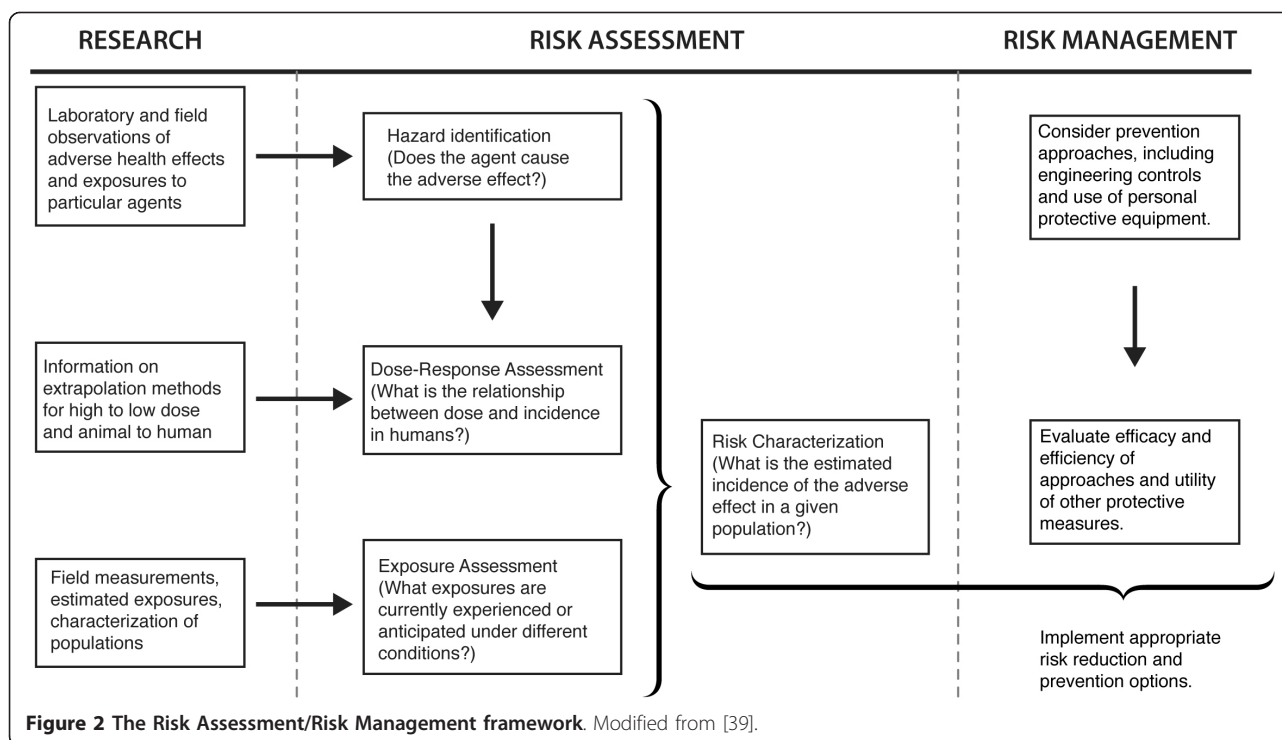 RESEARCH
RISK ASSESSMENT
RISK MANAGEMENT
Laboratory and field
observations of
adverse health effects
and exposures to
particular agents
Hazard identification
(Does the agent cause
the adverse effect?)
Consider prevention
approaches, including
engineering controls
and use of personal
protective equipment.
Information on
extrapolation methods
for high to low dose
and animal to human
Dose-Response Assessment
(What is the relationship
between dose and incidence
in humans?)
Risk Characterization
(What is the estimated
incidence of the adverse
effect in a given
population?)
Evaluate efficacy and
efficiency of
approaches and utility
of other protective
measures.
Field measurements,
estimated exposures,
characterization of
populations
Exposure Assessment
(What exposures are
currently experienced or
anticipated under different
conditions?)
Implement appropriate
risk reduction and
prevention options.
Figure 2 The Risk Assessment/Risk Management framework. Modified from [39].